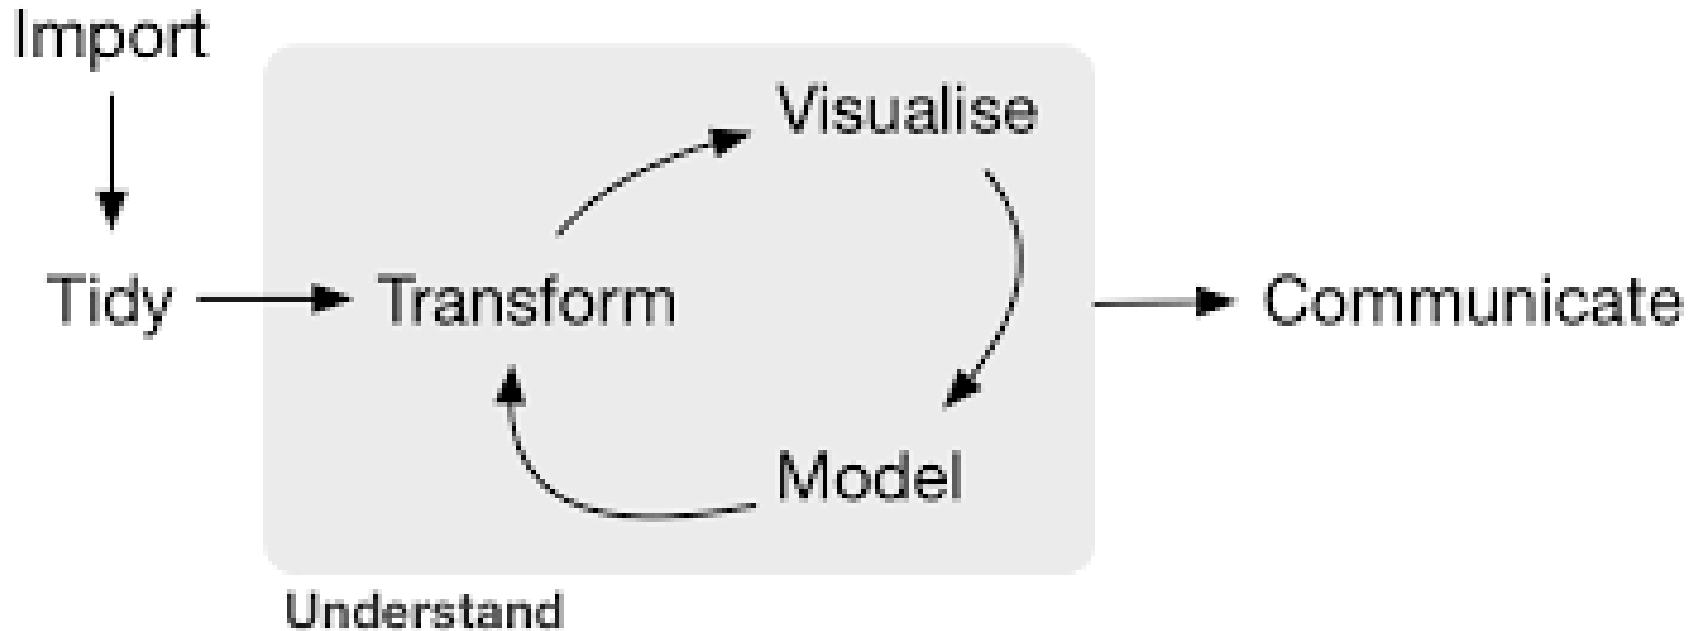 Import
Visualise
Tidy
Transform
Communicate
Model
Understand